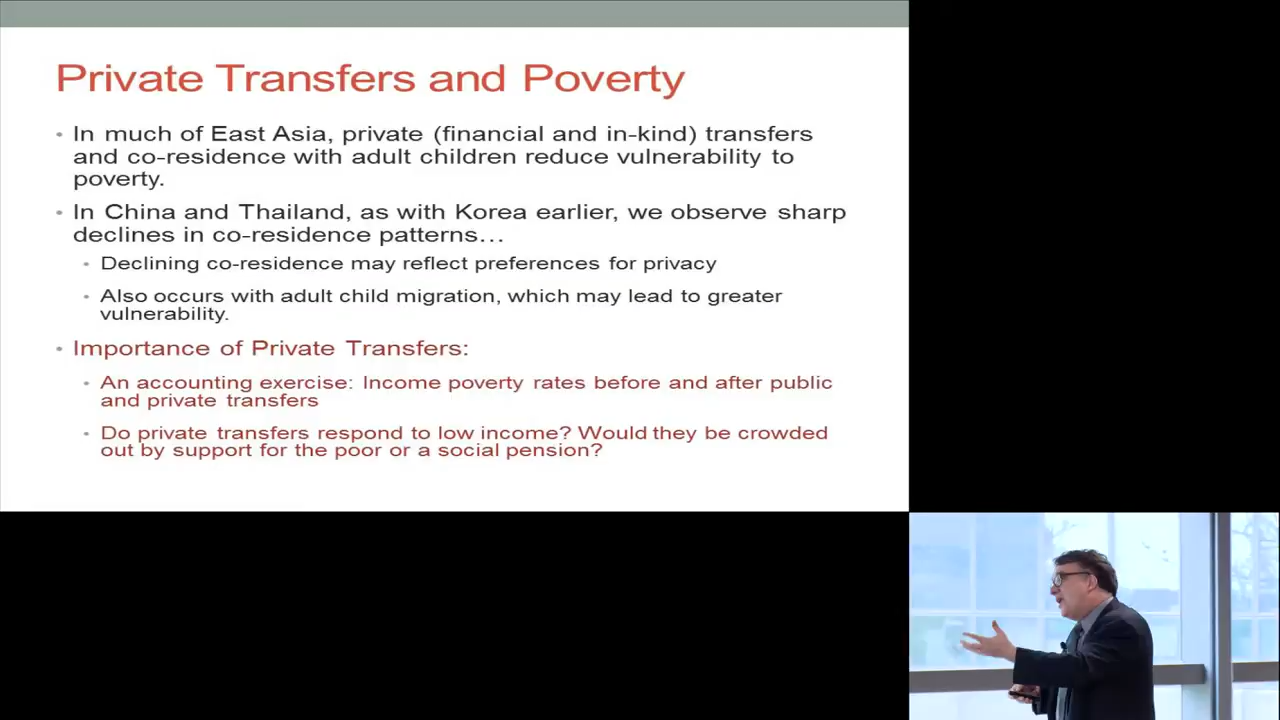 Private Transfers and Poverty
• In much of East Asia, private (financial and in-kind) transfers
and co-residence with adult children reduce vulnerability to
poverty.
• In China and Thailand, as with Korea earlier, we observe sharp
declines in co-residence patterns…
• Declining co-residence may reflect preferences for privacy
• Also occurs with adult child migration, which may lead to greater
vulnerability.
• Importance of Private Transfers:
• An accounting exercise: Income poverty rates before and after public
and private transfers
• Do private transfers respond to low income? Would they be crowded
out by support for the poor or a social pension?